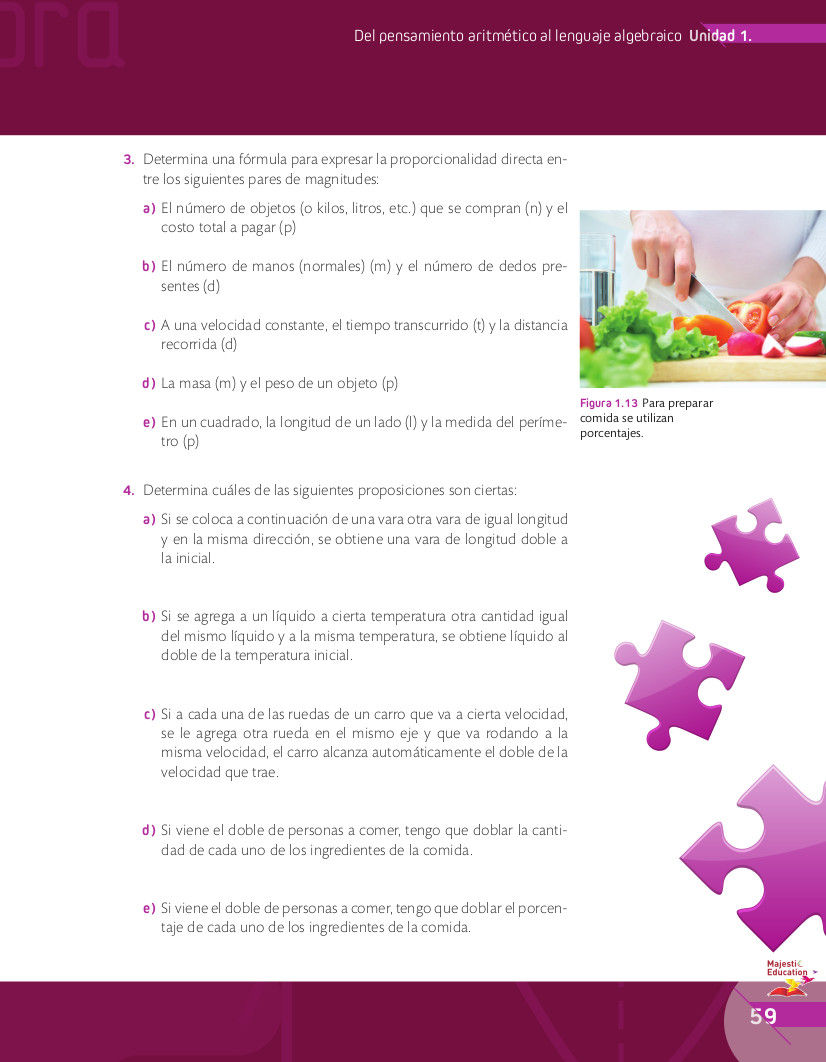 ora
Del pensamiento aritmético al lenguaje algebraico Unidad 1.
3. Determina una fórmula para expresar la proporcionalidad directa en-
tre los siguientes pares de magnitudes:
a) El número de objetos (o kilos, litros, etc.) que se compran (n) y el
costo total a pagar (p)
b) El número de manos (normales) (m) y el número de dedos pre-
sentes (d)
c) A una velocidad constante, el tiempo transcurrido (t) y la distancia
recorrida (d)
d) La masa (m) y el peso de un objeto (p)
e) En un cuadrado, la longitud de un lado (l) y la medida del períme-
tro (p)
Figura 1.13 Para preparar
comida se utilizan
porcentajes.
4. Determina cuáles de las siguientes proposiciones son ciertas:
a) Si se coloca a continuación de una vara otra vara de igual longitud
y en la misma dirección, se obtiene una vara de longitud doble a
la inicial.
b) Si se agrega a un líquido a cierta temperatura otra cantidad igual
del mismo líquido y a la misma temperatura, se obtiene líquido al
doble de la temperatura inicial.
c) Si a cada una de las ruedas de un carro que va a cierta velocidad,
se le agrega otra rueda en el mismo eje y que va rodando a la
misma velocidad, el carro alcanza automáticamente el doble de la
velocidad que trae.
d) Si viene el doble de personas a comer, tengo que doblar la canti-
dad de cada uno de los ingredientes de la comida.
e) Si viene el doble de personas a comer, tengo que doblar el porcen-
taje de cada uno de los ingredientes de la comida.
Majestic
Education
59